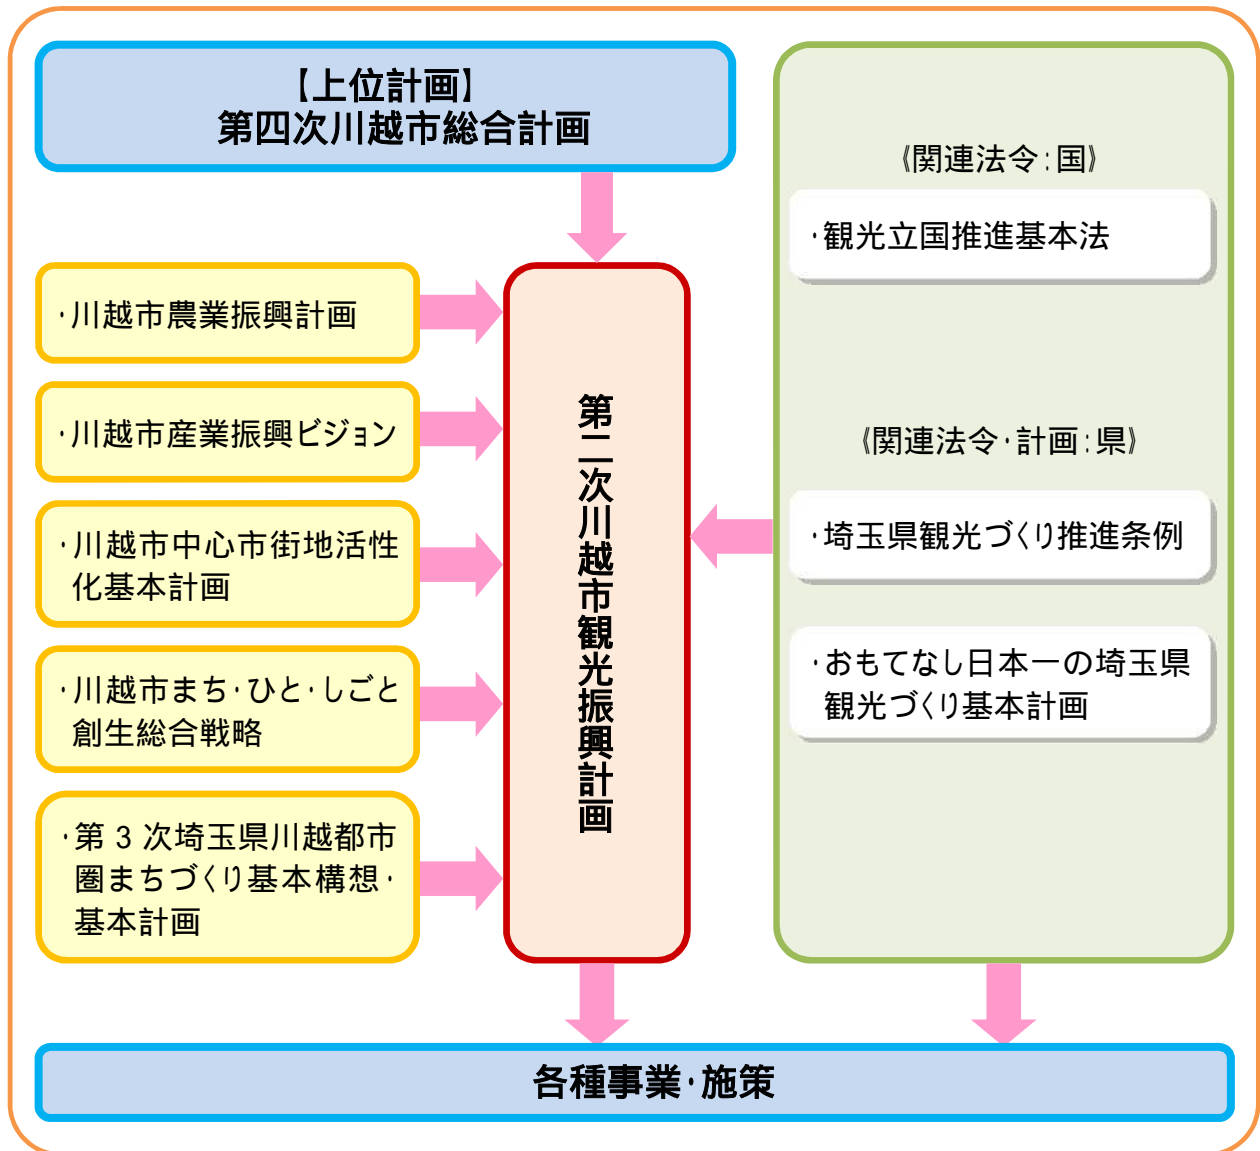 【上位計画】
第四次川越市総合計画
・川越市農業振興計画
・川越市産業振興ビジョン
・川越市中心市街地活性
化基本計画
・川越市まち・ひと・しごと
創生総合戦略
・第3次埼玉県川越都市
圏まちづくり基本構想・
基本計画
第二次川越市観光振興計画
《関連法令:国》
・観光立国推進基本法
《関連法令・計画:県》
・埼玉県観光づくり推進条例
・おもてなし日本一の埼玉県
観光づくり基本計画
各種事業・施策